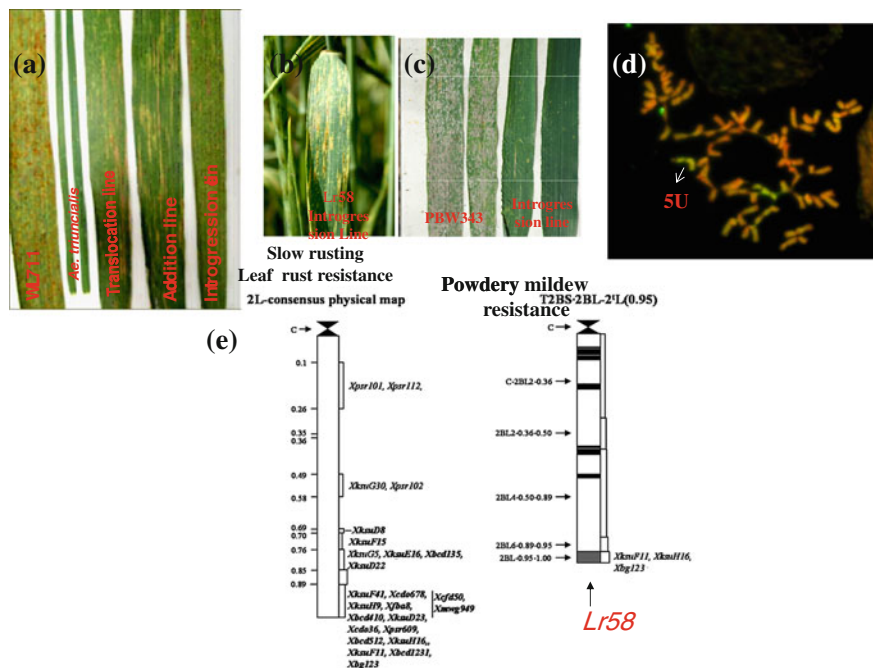 (a)
WL711
Ae. truncialis
Translocation line
Addition line
Introgression lin
(b)
Lr58
Introgres
sion Line
Slow rusting
Leaf rust resistance
(c)
PBW343
Introgres
sion line
Powdery mildew
resistance
(d)
5U
(e)
2L-consensus physical map
C
0.1
Xpsr101, Xpsr112,
0.26
0.35
0.36
0.49
XksuG30, Xpsr102
0.58
0.69
XksuD8
0.70
XksuF15
0.76
XksuG5, XksuE16, Xbcd135,
XksuD22
0.85
0.89
XksuF41, Xcdo678,
XksuH9, Xfba8,
Xbcd410, XksuD23,
Xcdo36, Xpsr609,
Xbcd512, XksuH16,,
XksuF11, Xbcd1231,
Xbg123
Xcfd50,
Xmwg949
T2BS·2BL-2ᵗL(0.95)
C
C-2BL2-0.36
2BL2-0.36-0.50
2BL4-0.50-0.89
2BL6-0.89-0.95
2BL-0.95-1.00
XksuF11, XksuH16,
Xbg123
Lr58